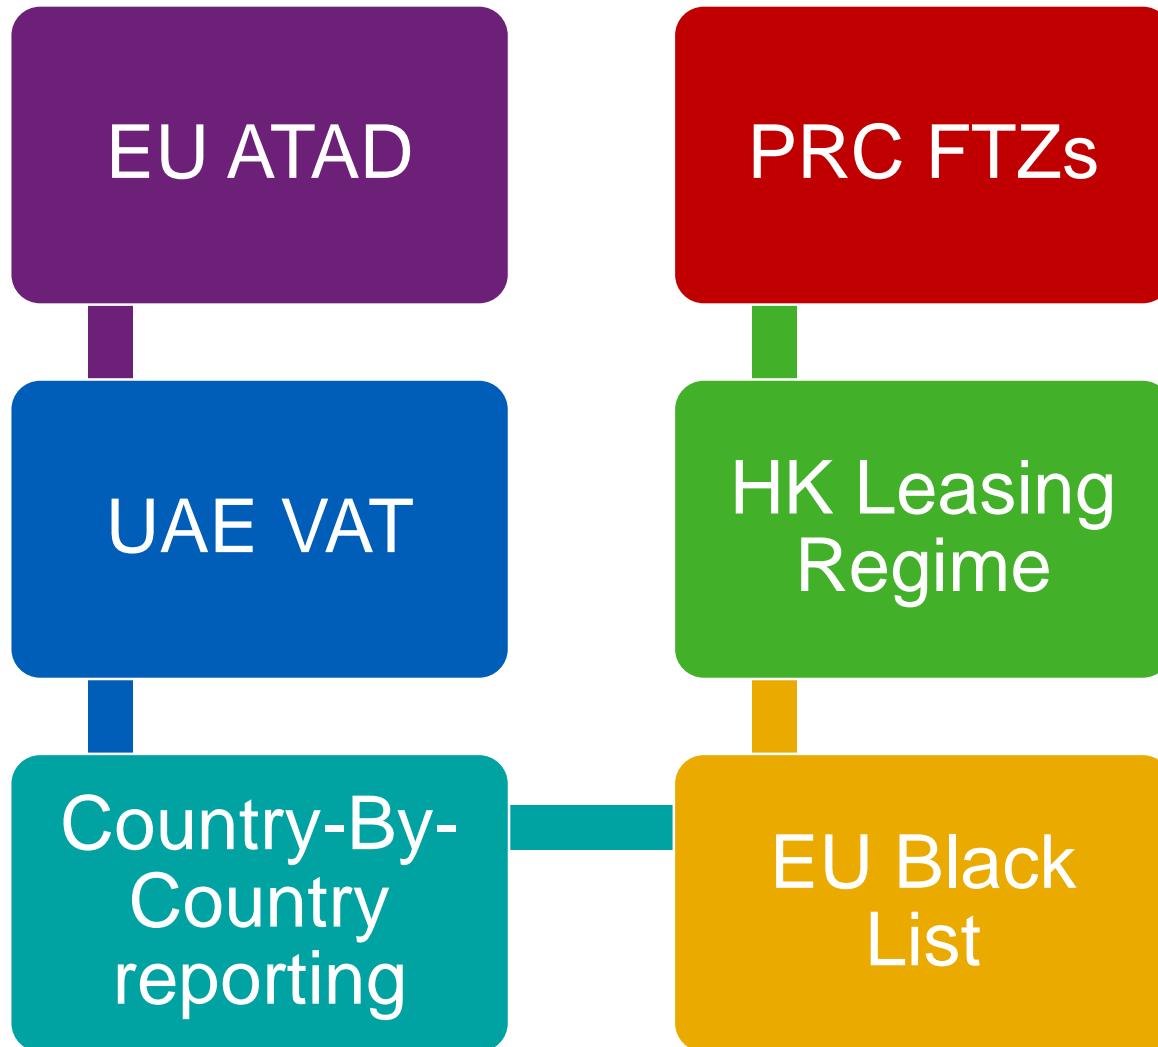 EU ATAD
UAE VAT
Country-By-
Country
reporting
EU Black
List
HK Leasing
Regime
PRC FTZs